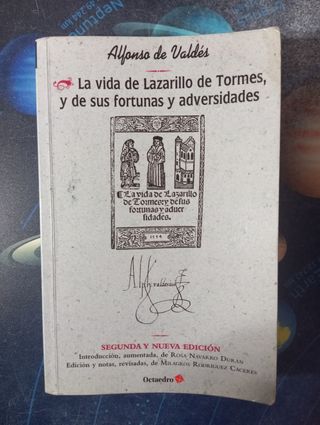 Alfonso de Valdés
La vida de Lazarillo de Tormes,
y de sus fortunas y adversidades
La vida de Lazarillo
de Tormes: y de sus
fortunas y aduer
sidades.
1554
SEGUNDA Y NUEVA EDICIÓN
Introducción, aumentada, de ROSA NAVARRO DURÁN
Edición y notas, revisadas, de MILAGROS RODRÍGUEZ CÁCERES
Octaedro